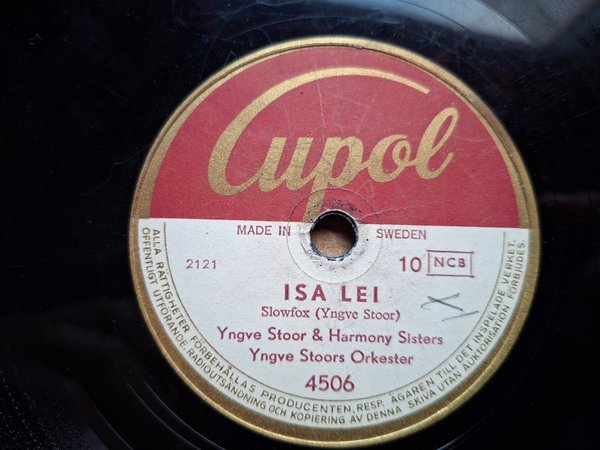 Cupol
MADE IN SWEDEN
2121 10 NCB
ISA LEI
Slowfox (Yngve Stoor)
Yngve Stoor & Harmony Sisters
Yngve Stoors Orkester
4506
ALLA RÄTTIGHETER FÖRBEHÅLLAS PRODUCENTEN, RESP. ÄGAREN TILL DET INSPELADE VERKET.
OFFENTLIGT UTFÖRANDE, RADIOUTSÄNDNING OCH KOPIERING AV DENNA SKIVA UTAN AUKTORISATION FÖRBJUDES.